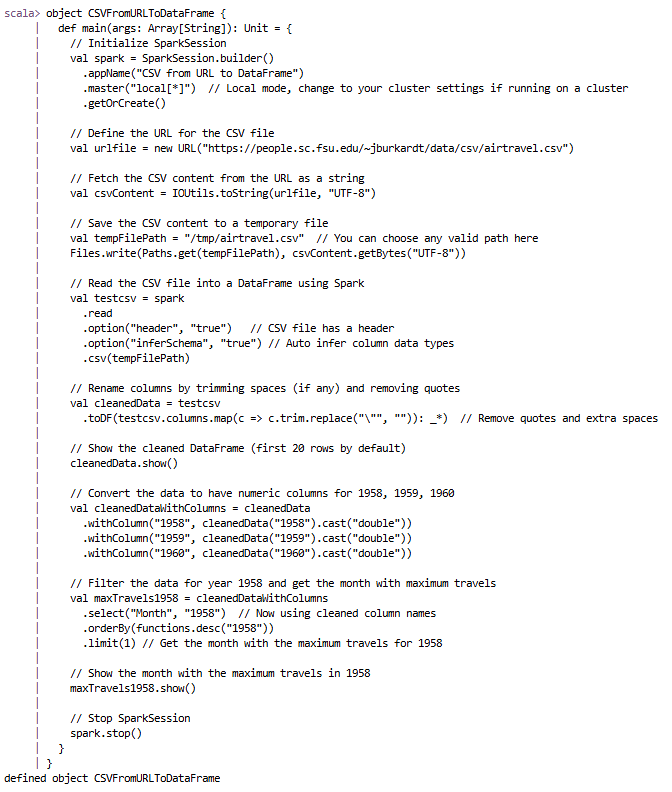 scala> object CSVFromURLToDataFrame {
     |   def main(args: Array[String]): Unit = {
     |     // Initialize SparkSession
     |     val spark = SparkSession.builder()
     |       .appName("CSV from URL to DataFrame")
     |       .master("local[*]")  // Local mode, change to your cluster settings if running on a cluster
     |       .getOrCreate()
     |
     |     // Define the URL for the CSV file
     |     val urlfile = new URL("https://people.sc.fsu.edu/~jburkardt/data/csv/airtravel.csv")
     |
     |     // Fetch the CSV content from the URL as a string
     |     val csvContent = IOUtils.toString(urlfile, "UTF-8")
     |
     |     // Save the CSV content to a temporary file
     |     val tempFilePath = "/tmp/airtravel.csv"  // You can choose any valid path here
     |     Files.write(Paths.get(tempFilePath), csvContent.getBytes("UTF-8"))
     |
     |     // Read the CSV file into a DataFrame using Spark
     |     val testcsv = spark
     |       .read
     |       .option("header", "true")   // CSV file has a header
     |       .option("inferSchema", "true") // Auto infer column data types
     |       .csv(tempFilePath)
     |
     |     // Rename columns by trimming spaces (if any) and removing quotes
     |     val cleanedData = testcsv
     |       .toDF(testcsv.columns.map(c => c.trim.replace("\"", "")): _*)  // Remove quotes and extra spaces
     |
     |     // Show the cleaned DataFrame (first 20 rows by default)
     |     cleanedData.show()
     |
     |     // Convert the data to have numeric columns for 1958, 1959, 1960
     |     val cleanedDataWithColumns = cleanedData
     |       .withColumn("1958", cleanedData("1958").cast("double"))
     |       .withColumn("1959", cleanedData("1959").cast("double"))
     |       .withColumn("1960", cleanedData("1960").cast("double"))
     |
     |     // Filter the data for year 1958 and get the month with maximum travels
     |     val maxTravels1958 = cleanedDataWithColumns
     |       .select("Month", "1958")  // Now using cleaned column names
     |       .orderBy(functions.desc("1958"))
     |       .limit(1) // Get the month with the maximum travels for 1958
     |
     |     // Show the month with the maximum travels in 1958
     |     maxTravels1958.show()
     |
     |     // Stop SparkSession
     |     spark.stop()
     |   }
     | }
defined object CSVFromURLToDataFrame